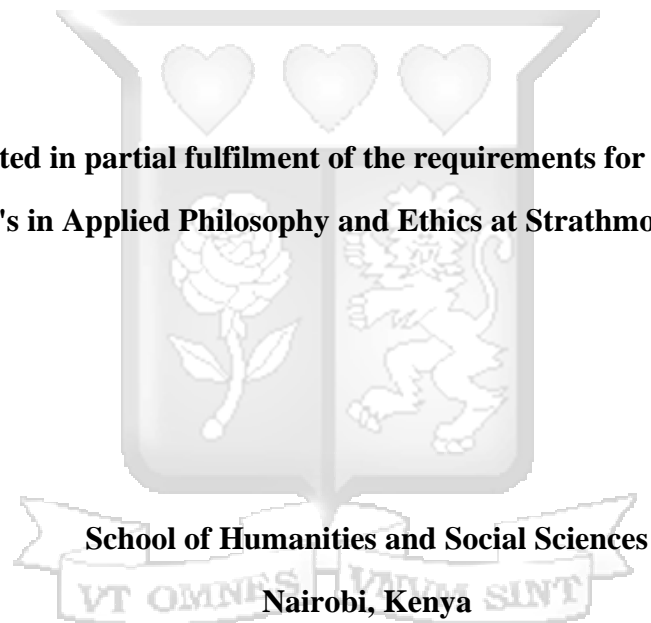 ted in partial fulfilment of the requirements for
's in Applied Philosophy and Ethics at Strathmo
School of Humanities and Social Sciences
Nairobi, Kenya
VT OMNES VNVM SINT